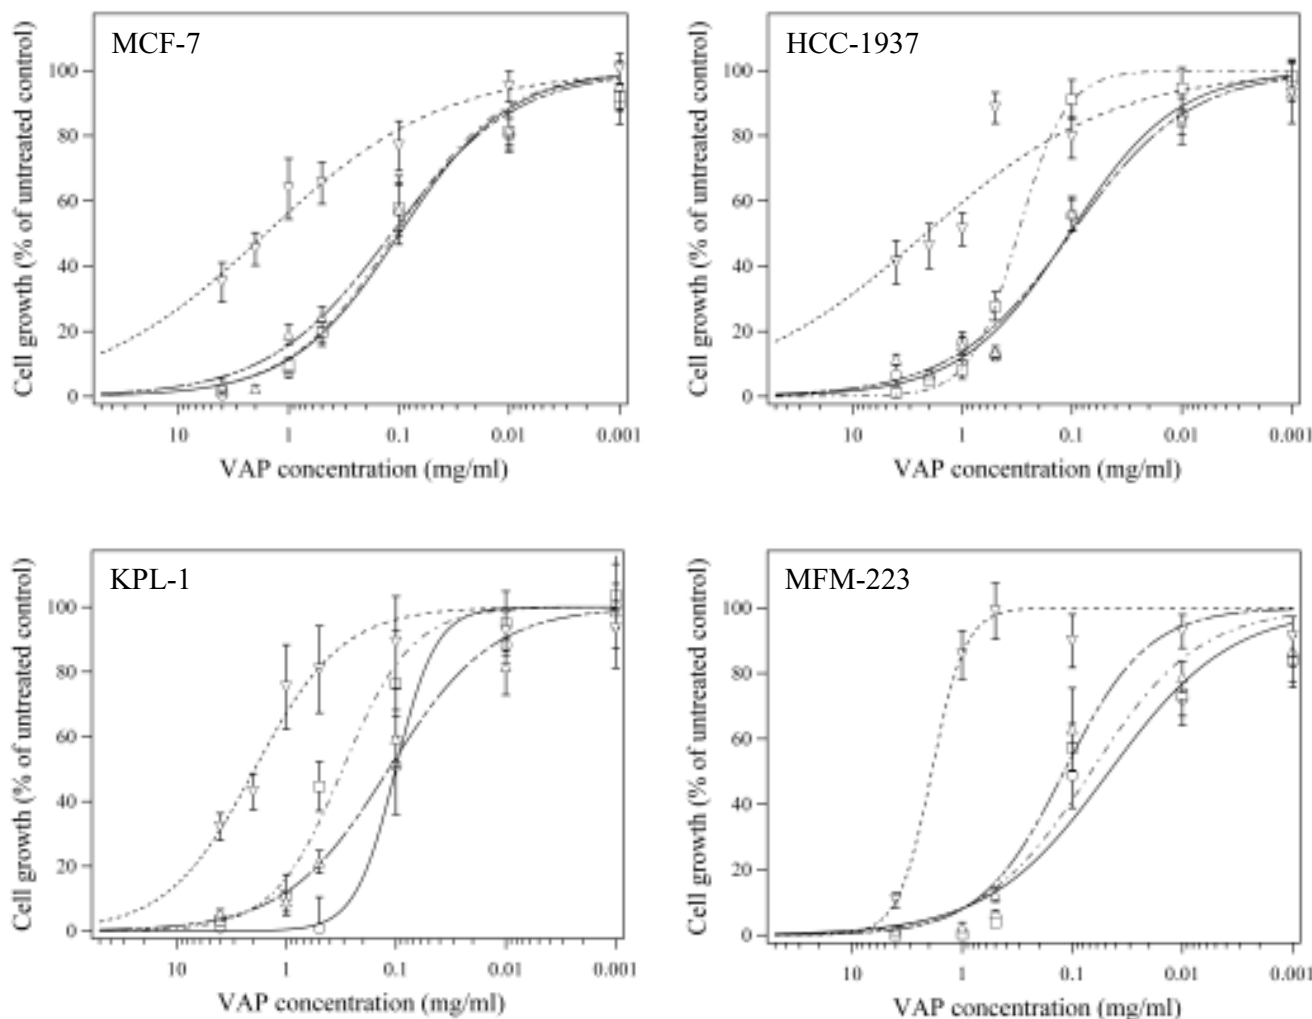 MCF-7
Cell growth (% of untreated control)
100
80
60
40
20
0
10 1 0.1 0.01 0.001
VAP concentration (mg/ml)
HCC-1937
Cell growth (% of untreated control)
100
80
60
40
20
0
10 1 0.1 0.01 0.001
VAP concentration (mg/ml)
KPL-1
Cell growth (% of untreated control)
100
80
60
40
20
0
10 1 0.1 0.01 0.001
VAP concentration (mg/ml)
MFM-223
Cell growth (% of untreated control)
100
80
60
40
20
0
10 1 0.1 0.01 0.001
VAP concentration (mg/ml)